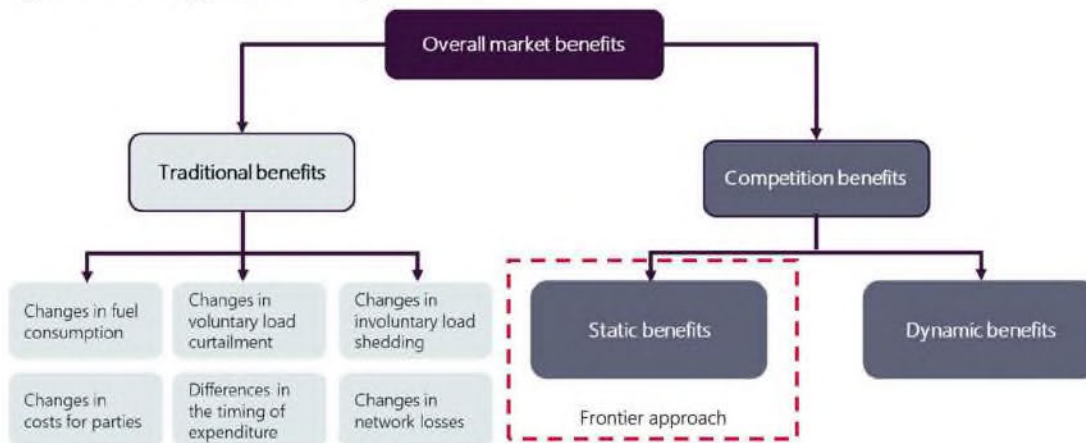 Overall market benefits
Traditional benefits
Competition benefits
Changes in fuel
consumption
Changes in
voluntary load
curtailment
Changes in
involuntary load
shedding
Static benefits
Dynamic benefits
Changes in
costs for parties
Differences in
the timing of
expenditure
Changes in
network losses
Frontier approach